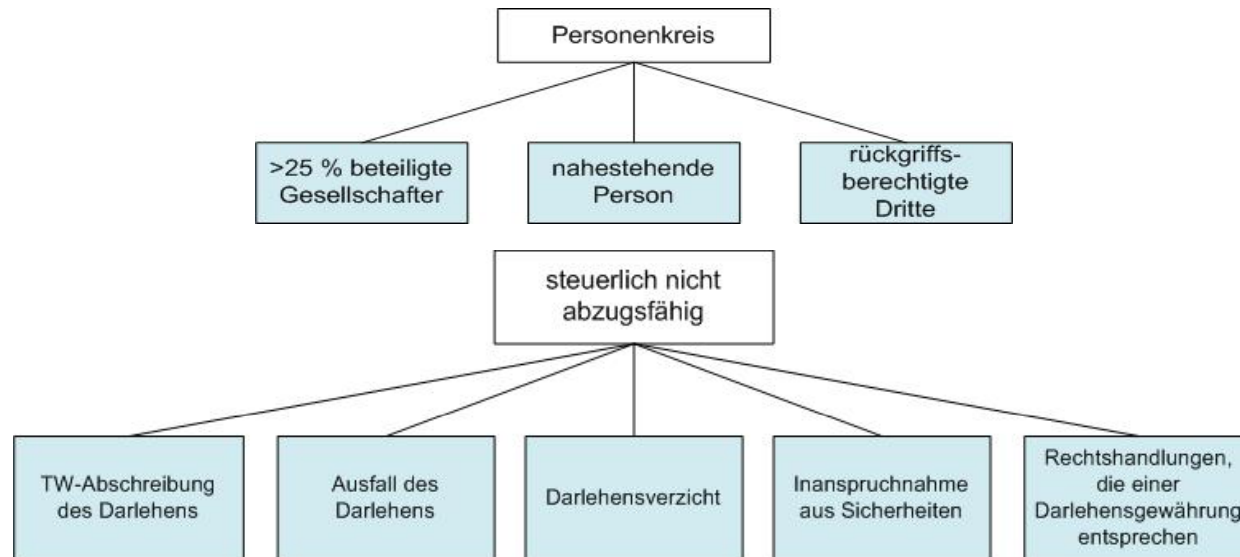 Personenkreis
>25 % beteiligte
Gesellschafter
nahestehende
Person
rückgriffs-
berechtigte
Dritte
steuerlich nicht
abzugsfähig
TW-Abschreibung
des Darlehens
Ausfall des
Darlehens
Darlehensverzicht
Inanspruchnahme
aus Sicherheiten
Rechtshandlungen,
die einer
Darlehensgewährung
entsprechen